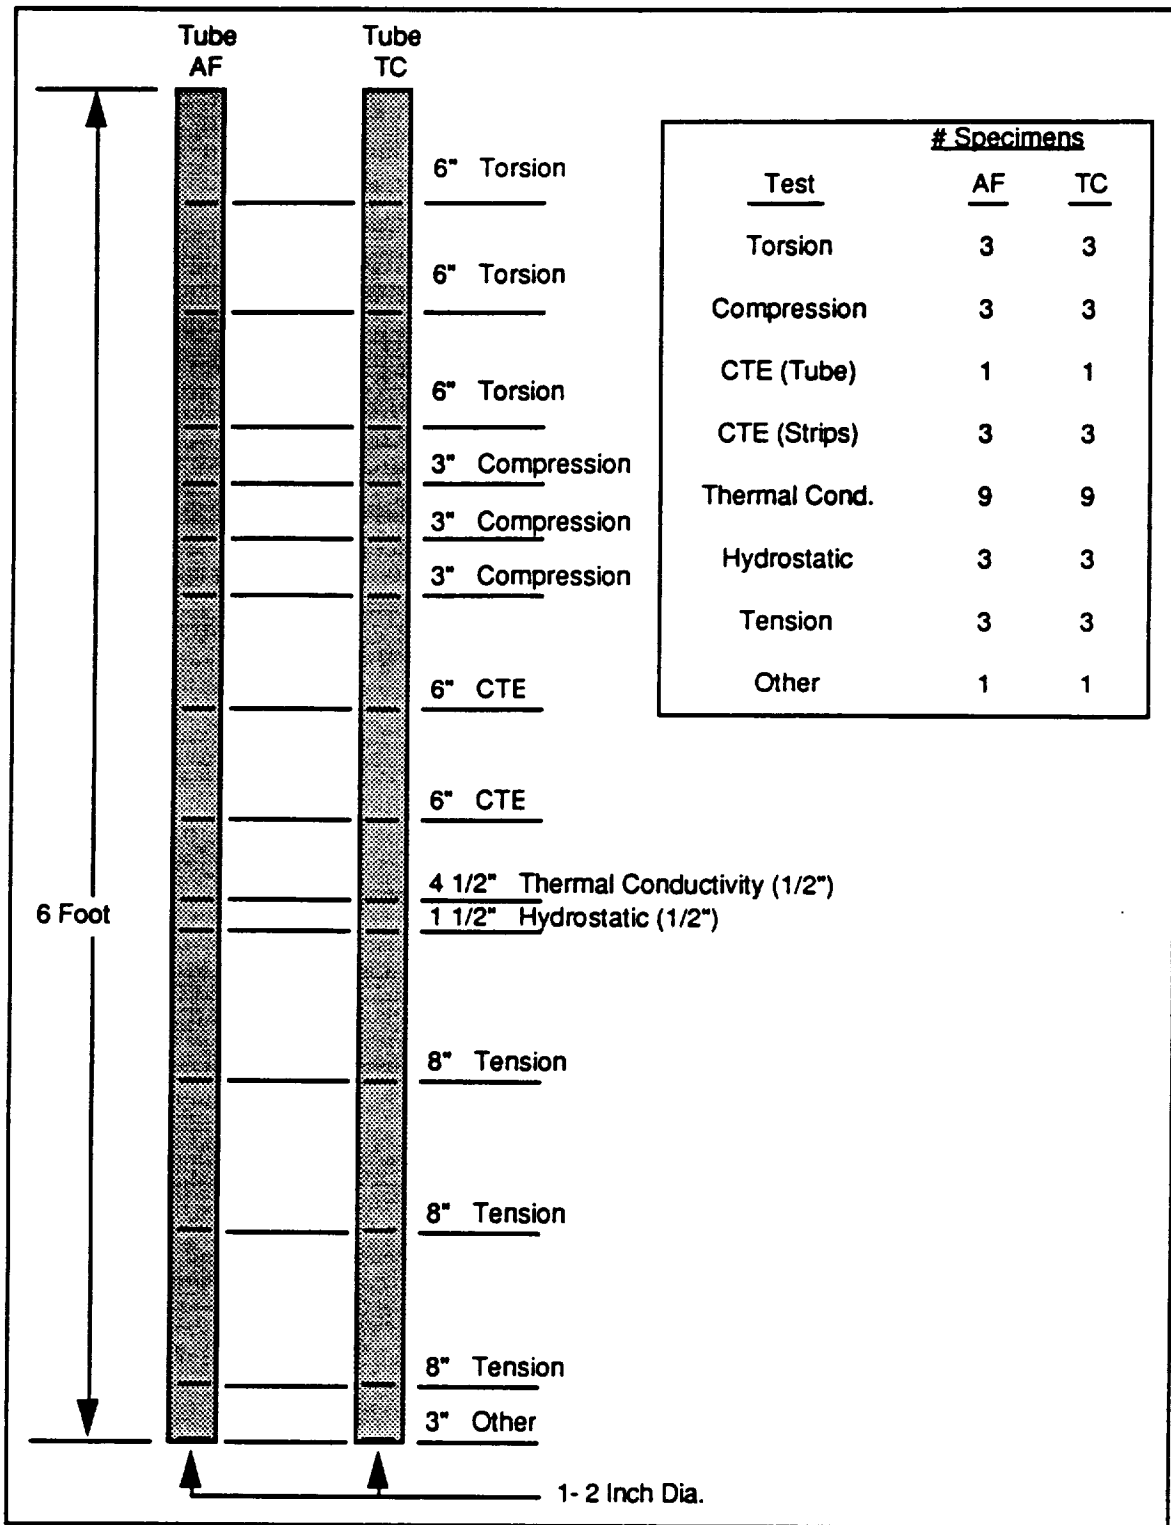 Tube Tube
AF TC
6" Torsion
6" Torsion
6" Torsion
3" Compression
3" Compression
3" Compression
6" CTE
6" CTE
4 1/2" Thermal Conductivity (1/2")
1 1/2" Hydrostatic (1/2")
8" Tension
8" Tension
8" Tension
3" Other
6 Foot
1- 2 Inch Dia.
# Specimens
Test AF TC
Torsion 3 3
Compression 3 3
CTE (Tube) 1 1
CTE (Strips) 3 3
Thermal Cond. 9 9
Hydrostatic 3 3
Tension 3 3
Other 1 1